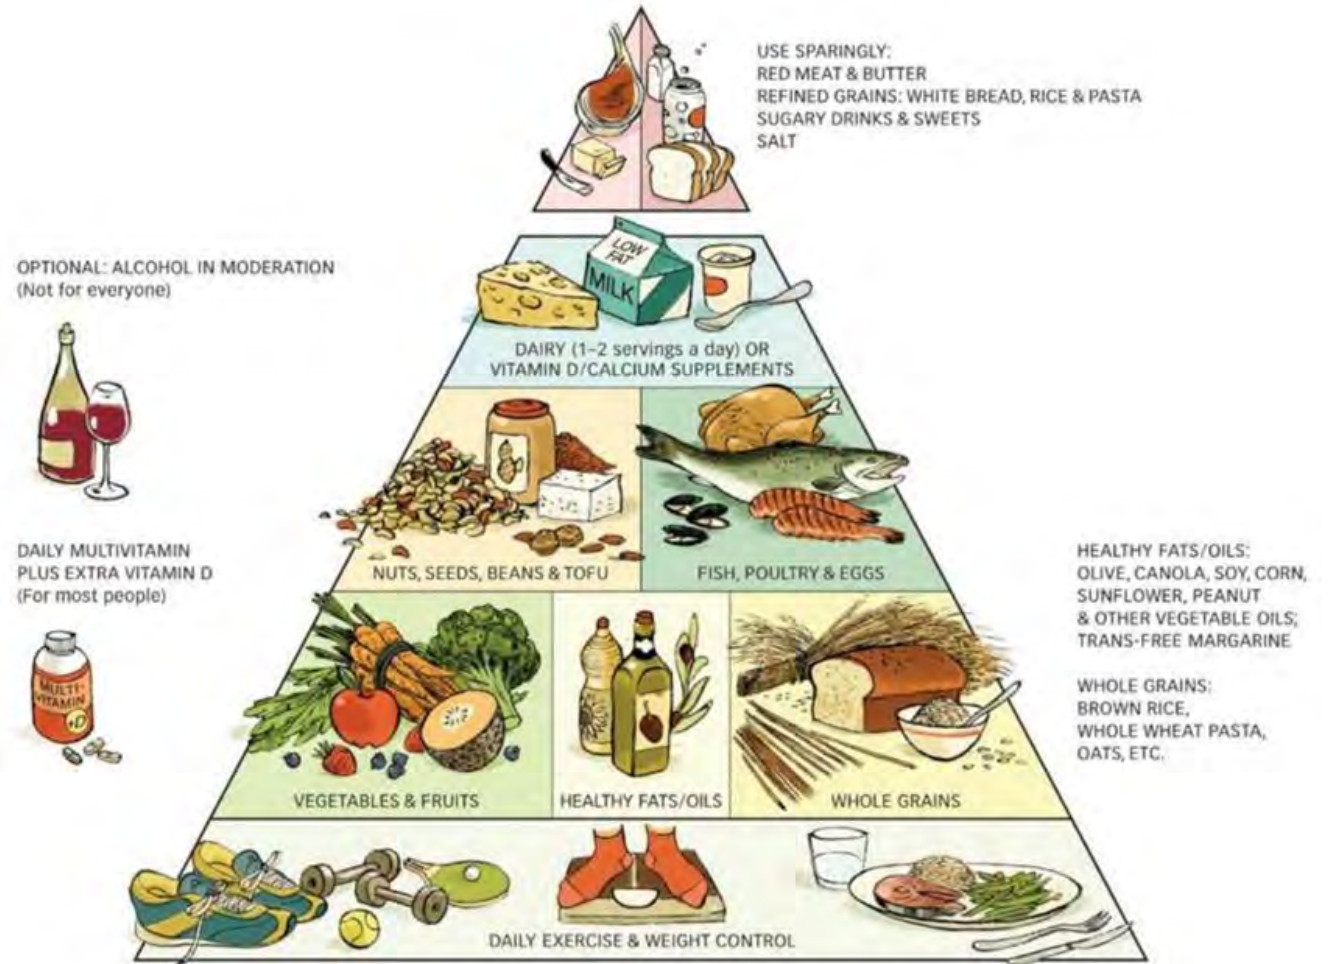 USE SPARINGLY:
RED MEAT & BUTTER
REFINED GRAINS: WHITE BREAD, RICE & PASTA
SUGARY DRINKS & SWEETS
SALT
OPTIONAL: ALCOHOL IN MODERATION
(Not for everyone)
LOW
FAT
MILK
DAIRY (1–2 servings a day) OR
VITAMIN D/CALCIUM SUPPLEMENTS
DAILY MULTIVITAMIN
PLUS EXTRA VITAMIN D
(For most people)
MULTI-
VITAMIN
+D
NUTS, SEEDS, BEANS & TOFU
FISH, POULTRY & EGGS
HEALTHY FATS/OILS:
OLIVE, CANOLA, SOY, CORN,
SUNFLOWER, PEANUT
& OTHER VEGETABLE OILS;
TRANS-FREE MARGARINE
WHOLE GRAINS:
BROWN RICE,
WHOLE WHEAT PASTA,
OATS, ETC.
VEGETABLES & FRUITS
HEALTHY FATS/OILS
WHOLE GRAINS
DAILY EXERCISE & WEIGHT CONTROL